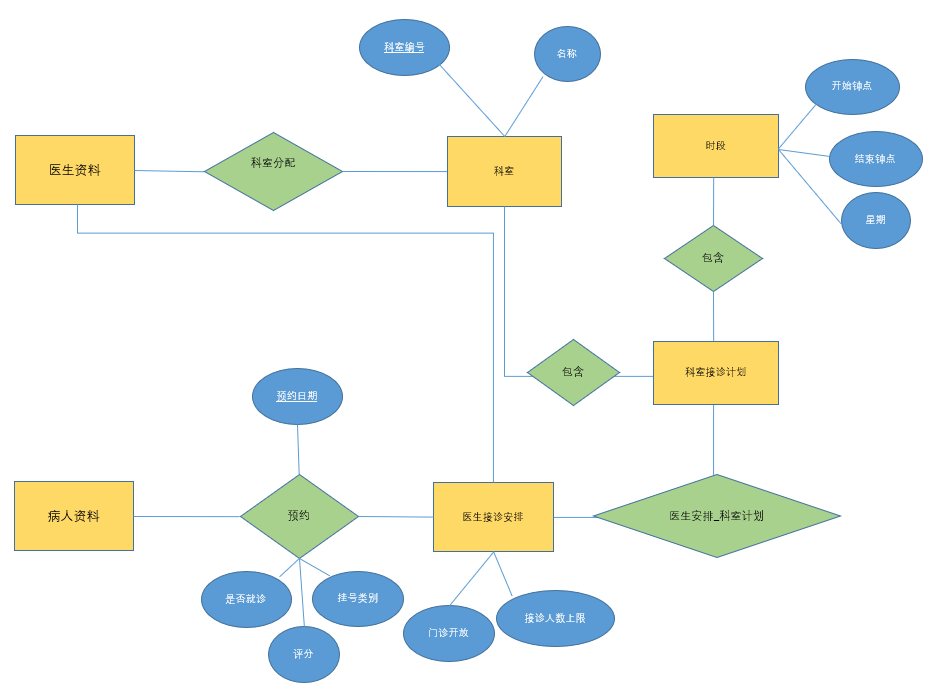 科室编号
名称
开始钟点
时段
结束钟点
医生资料
科室分配
科室
星期
包含
包含
科室接诊计划
预约日期
病人资料
预约
医生接诊安排
医生安排_科室计划
是否就诊
挂号类别
评分
门诊开放
接诊人数上限